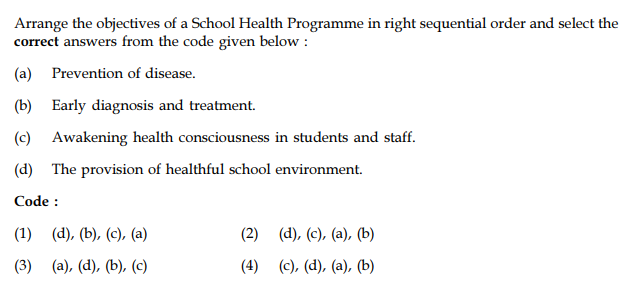 Arrange the objectives of a School Health Programme in right sequential order and select the
correct answers from the code given below :
(a) Prevention of disease.
(b) Early diagnosis and treatment.
(c) Awakening health consciousness in students and staff.
(d) The provision of healthful school environment.
Code :
(1) (d), (b), (c), (a) (2) (d), (c), (a), (b)
(3) (a), (d), (b), (c) (4) (c), (d), (a), (b)